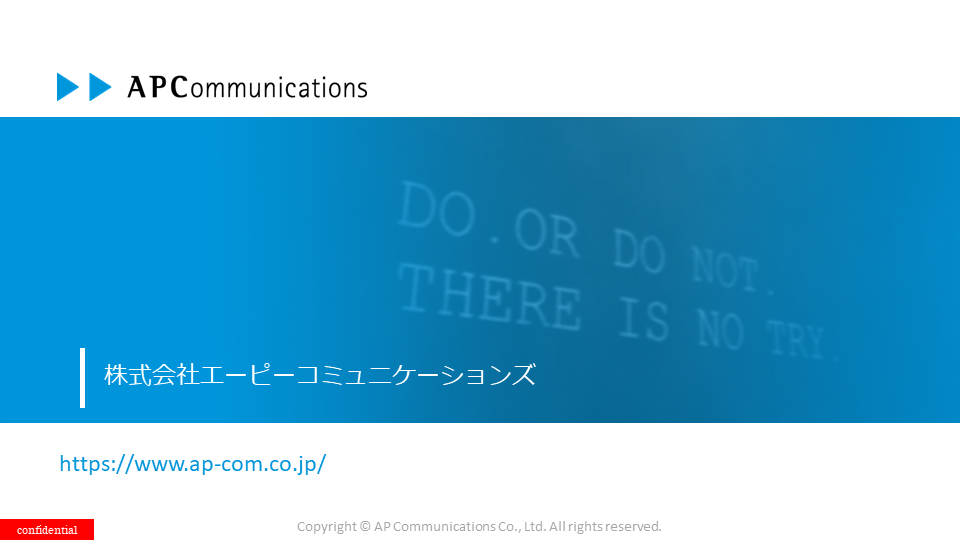 APCommunications
DO.OR DO NOT.
THERE IS NO TRY.
株式会社エーピーコミュニケーションズ
https://www.ap-com.co.jp/
confidential
Copyright © AP Communications Co., Ltd. All rights reserved.